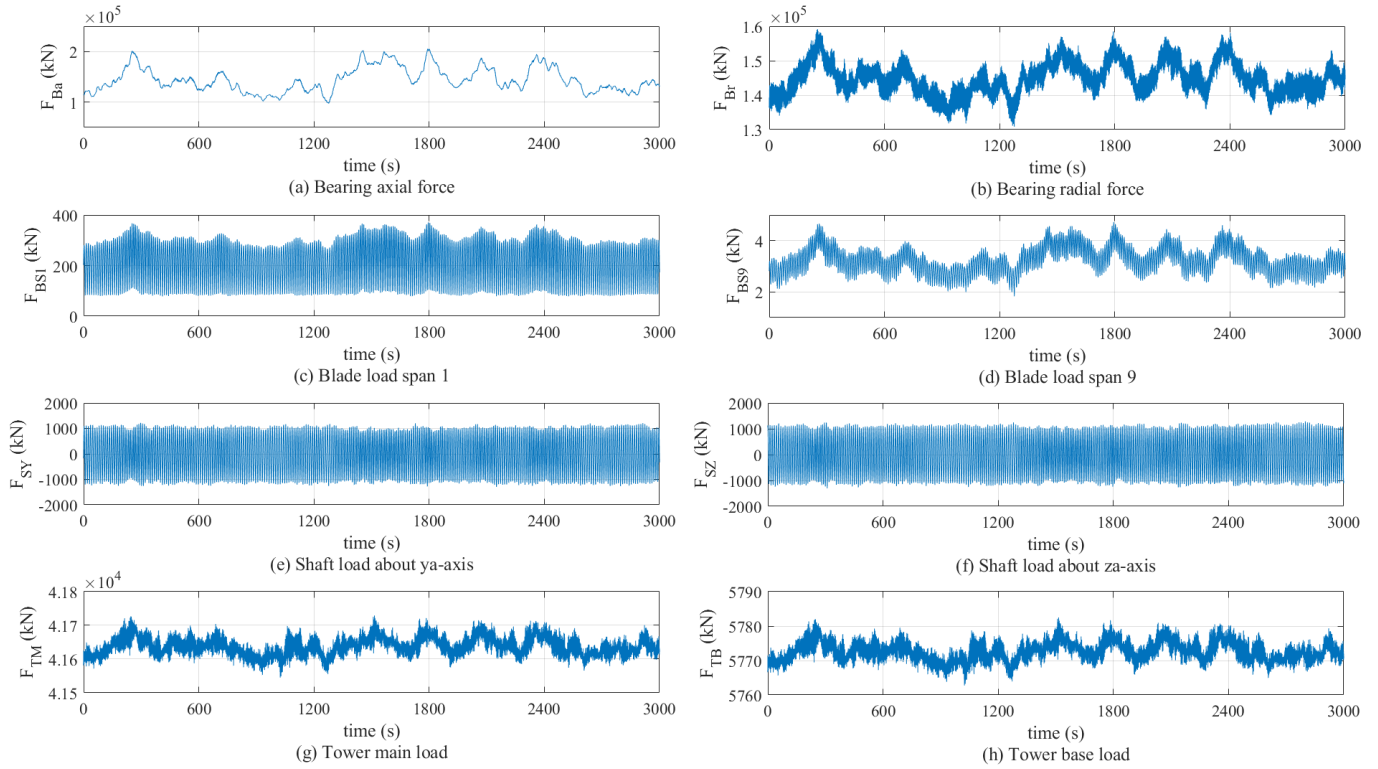 ×10⁵
2
1
F_Ba (kN)
0 600 1200 1800 2400 3000
time (s)
(a) Bearing axial force
×10⁵
1.6
1.5
1.4
1.3
F_Br (kN)
0 600 1200 1800 2400 3000
time (s)
(b) Bearing radial force
400
200
0
F_BS1 (kN)
0 600 1200 1800 2400 3000
time (s)
(c) Blade load span 1
4
2
F_BS9 (kN)
0 600 1200 1800 2400 3000
time (s)
(d) Blade load span 9
2000
1000
0
-1000
-2000
F_SY (kN)
0 600 1200 1800 2400 3000
time (s)
(e) Shaft load about ya-axis
2000
1000
0
-1000
-2000
F_SZ (kN)
0 600 1200 1800 2400 3000
time (s)
(f) Shaft load about za-axis
×10⁴
4.18
4.17
4.16
4.15
F_TM (kN)
0 600 1200 1800 2400 3000
time (s)
(g) Tower main load
5790
5780
5770
5760
F_TB (kN)
0 600 1200 1800 2400 3000
time (s)
(h) Tower base load